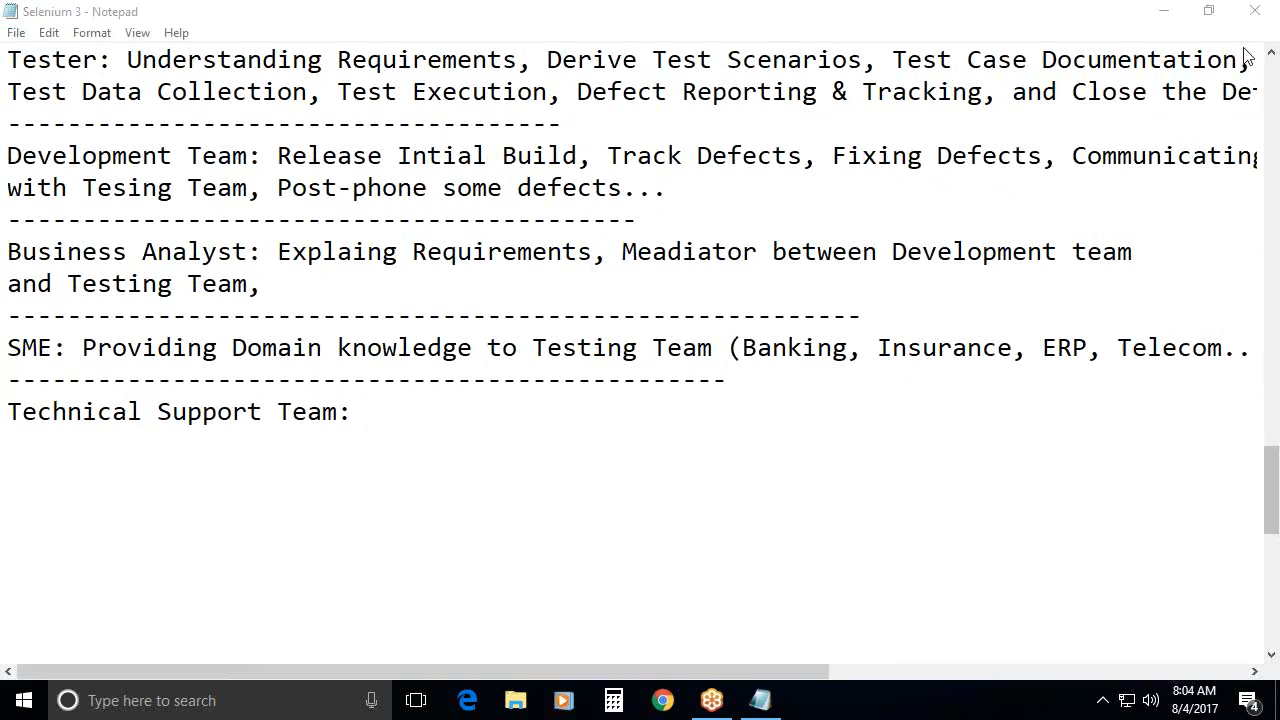 Selenium 3 - Notepad
File Edit Format View Help
Tester: Understanding Requirements, Derive Test Scenarios, Test Case Documentation,
Test Data Collection, Test Execution, Defect Reporting & Tracking, and Close the
-------------------------------------
Development Team: Release Intial Build, Track Defects, Fixing Defects, Communicating
with Tesing Team, Post-phone some defects...
------------------------------------------
Business Analyst: Explaing Requirements, Meadiator between Development team
and Testing Team,
---------------------------------------------------------
SME: Providing Domain knowledge to Testing Team (Banking, Insurance, ERP, Telecom..
------------------------------------------------
Technical Support Team:
Type here to search
8:04 AM
8/4/2017
4